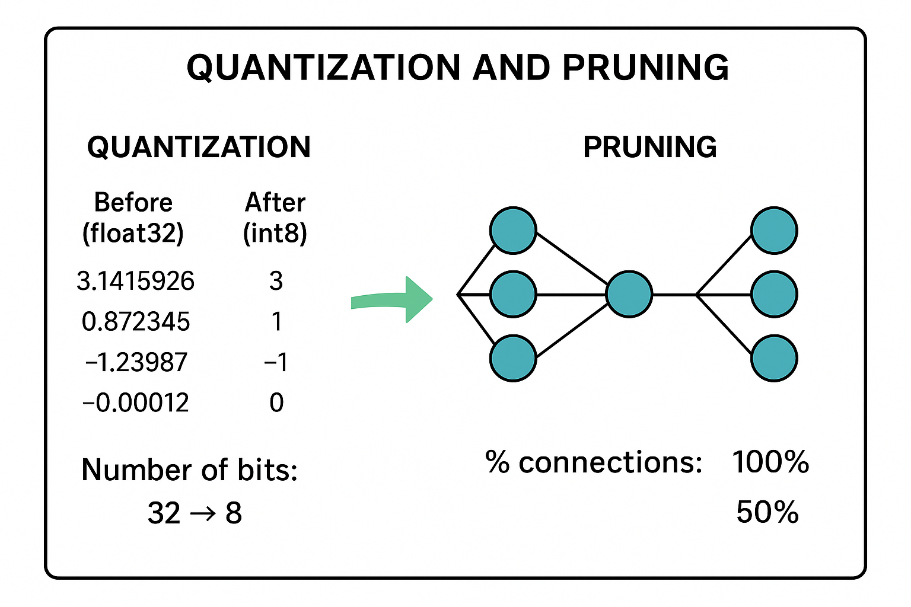 QUANTIZATION AND PRUNING
QUANTIZATION
Before After
(float32) (int8)
3.1415926 3
0.872345 1
−1.23987 −1
−0.00012 0
Number of bits:
32 → 8
PRUNING
% connections: 100%
50%